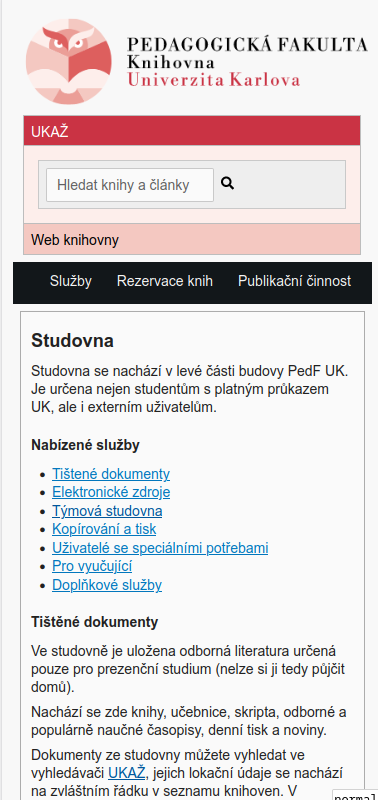 PEDAGOGICKÁ FAKULTA
Knihovna
Univerzita Karlova
UKAŽ
Hledat knihy a články
Web knihovny
Služby Rezervace knih Publikační činnost
Studovna
Studovna se nachází v levé části budovy PedF UK.
Je určena nejen studentům s platným průkazem
UK, ale i externím uživatelům.
Nabízené služby
Tištené dokumenty
Elektronické zdroje
Týmová studovna
Kopírování a tisk
Uživatelé se speciálními potřebami
Pro vyučující
Doplňkové služby
Tištěné dokumenty
Ve studovně je uložena odborná literatura určená
pouze pro prezenční studium (nelze si ji tedy půjčit
domů).
Nachází se zde knihy, učebnice, skripta, odborné a
populárně naučné časopisy, denní tisk a noviny.
Dokumenty ze studovny můžete vyhledat ve
vyhledávači UKAŽ, jejich lokační údaje se nachází
na zvláštním řádku v seznamu knihoven. V